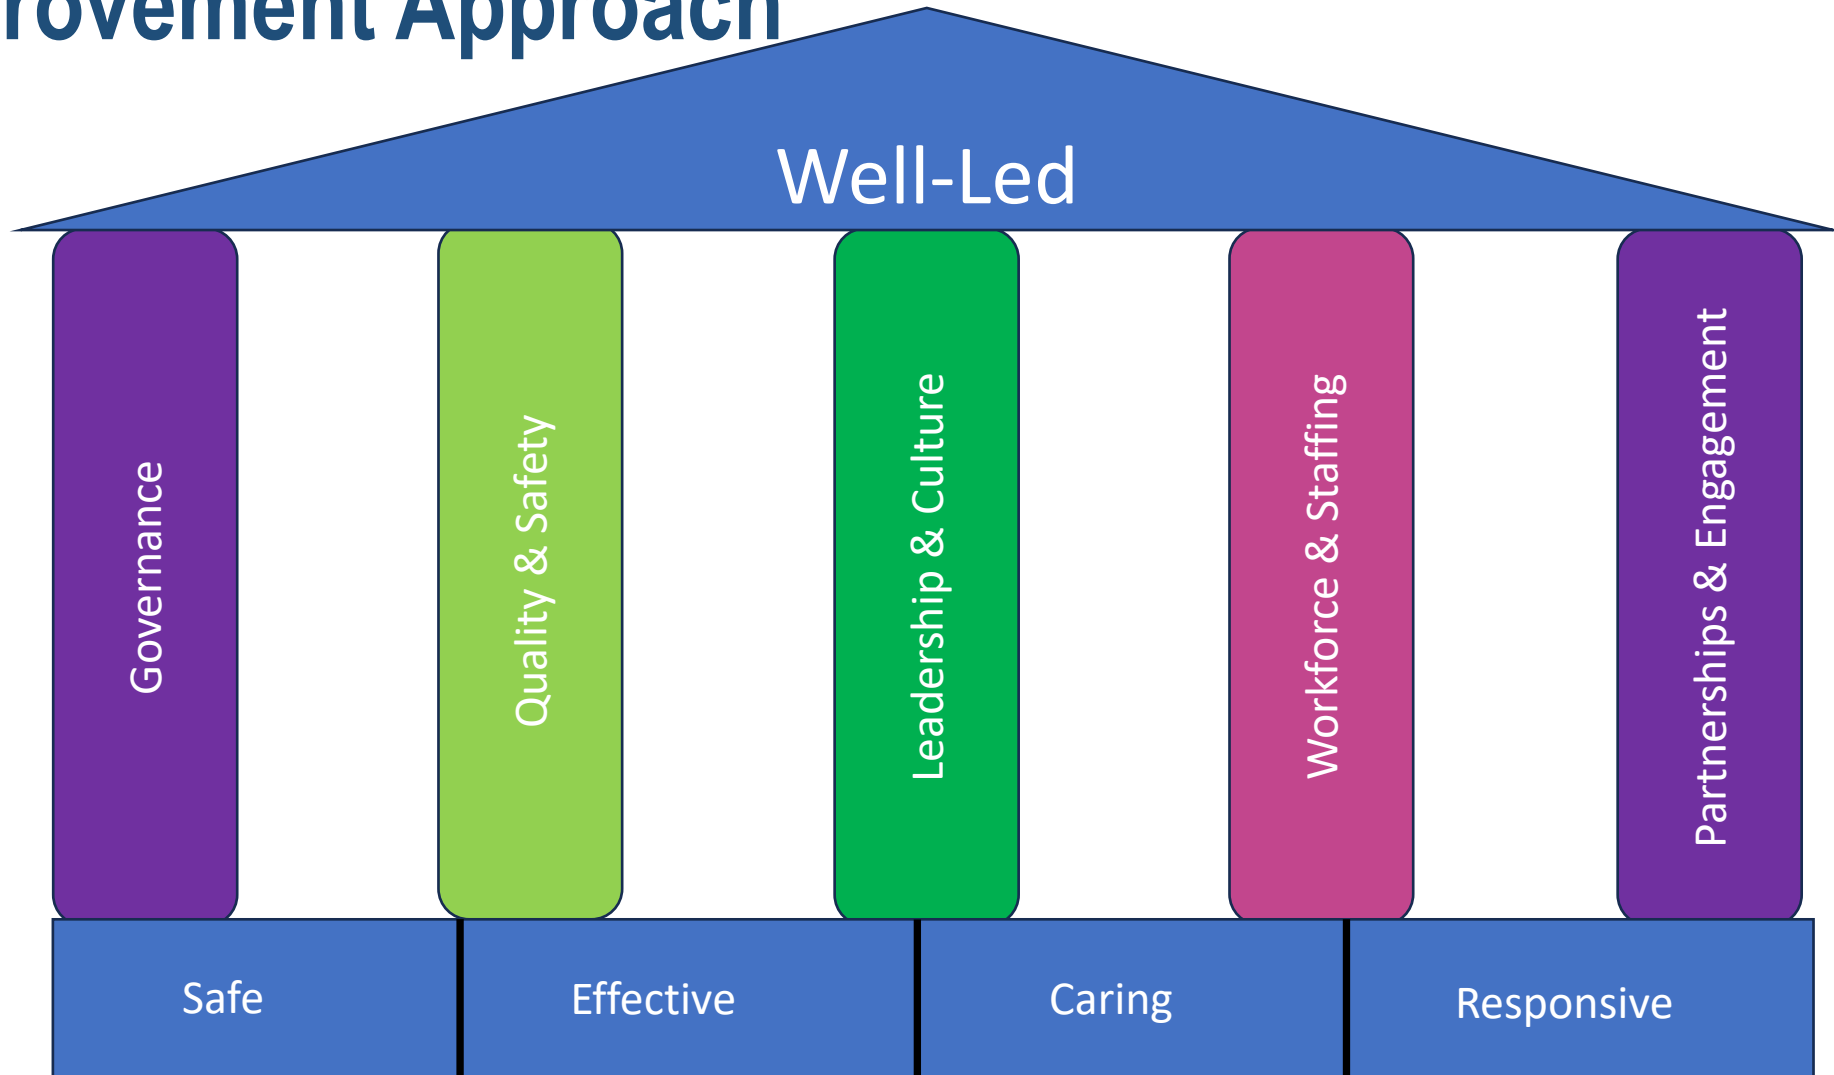 rovement Approach
Well-Led
Governance
Quality & Safety
Leadership & Culture
Workforce & Staffing
Partnerships & Engagement
Safe
Effective
Caring
Responsive